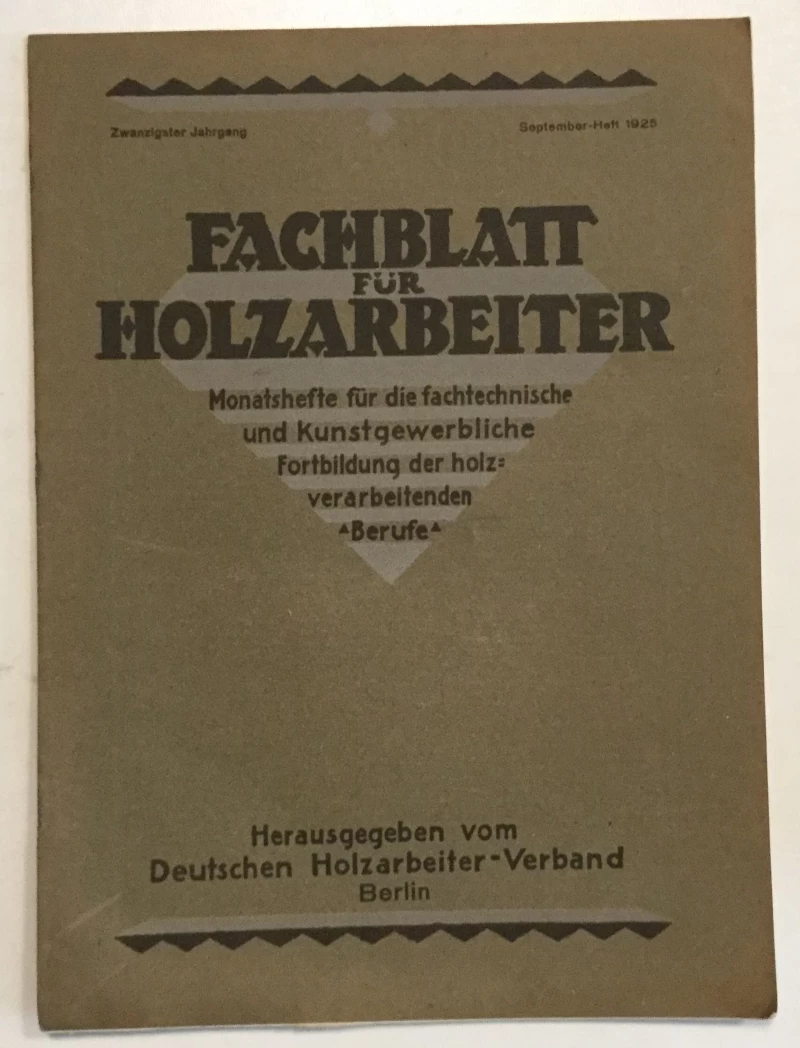 Zwanzigster Jahrgang
September-Heft 1925
FACHBLATT
FÜR
HOLZARBEITER
Monatshefte für die fachtechnische
und Kunstgewerbliche
Fortbildung der holz=
verarbeitenden
▲Berufe▲
Herausgegeben vom
Deutschen Holzarbeiter-Verband
Berlin